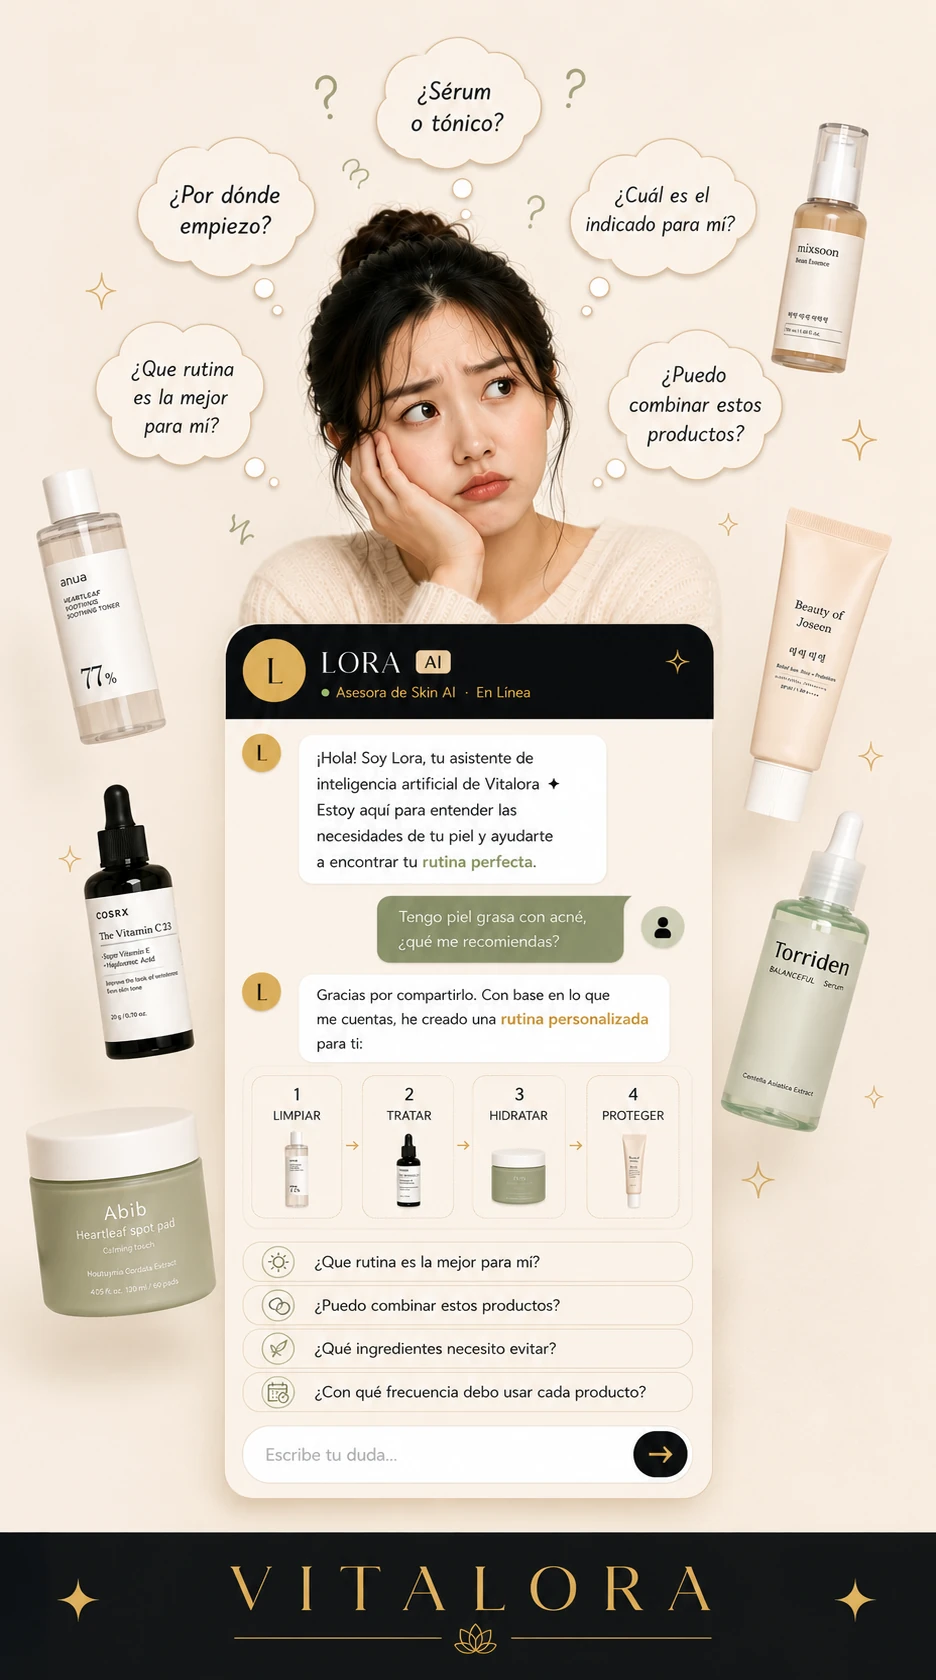 ¿Sérum
o tónico?
¿Por dónde
empiezo?
¿Cuál es el
indicado para mí?
¿Que rutina
es la mejor
para mí?
¿Puedo
combinar estos
productos?
?
?
?
mixsoon
Bean Essence
anua
HEARTLEAF
SOOTHING TONER
77%
Beauty of
Joseon
COSRX
The Vitamin C 23
Hyaluronic Acid
20g / 0.70 oz.
Torriden
BALANCEFUL Serum
Centella Asiatica Extract
Abib
Heartleaf spot pad
Calming touch
Houttuynia Cordata Extract
L
LORA AI
Asesora de Skin AI · En Línea
L
¡Hola! Soy Lora, tu asistente de
inteligencia artificial de Vitalora ✦
Estoy aquí para entender las
necesidades de tu piel y ayudarte
a encontrar tu rutina perfecta.
Tengo piel grasa con acné,
¿qué me recomiendas?
L
Gracias por compartirlo. Con base en lo que
me cuentas, he creado una rutina personalizada
para ti:
1
LIMPIAR
2
TRATAR
3
HIDRATAR
4
PROTEGER
¿Que rutina es la mejor para mí?
¿Puedo combinar estos productos?
¿Qué ingredientes necesito evitar?
¿Con qué frecuencia debo usar cada producto?
Escribe tu duda...
VITALORA